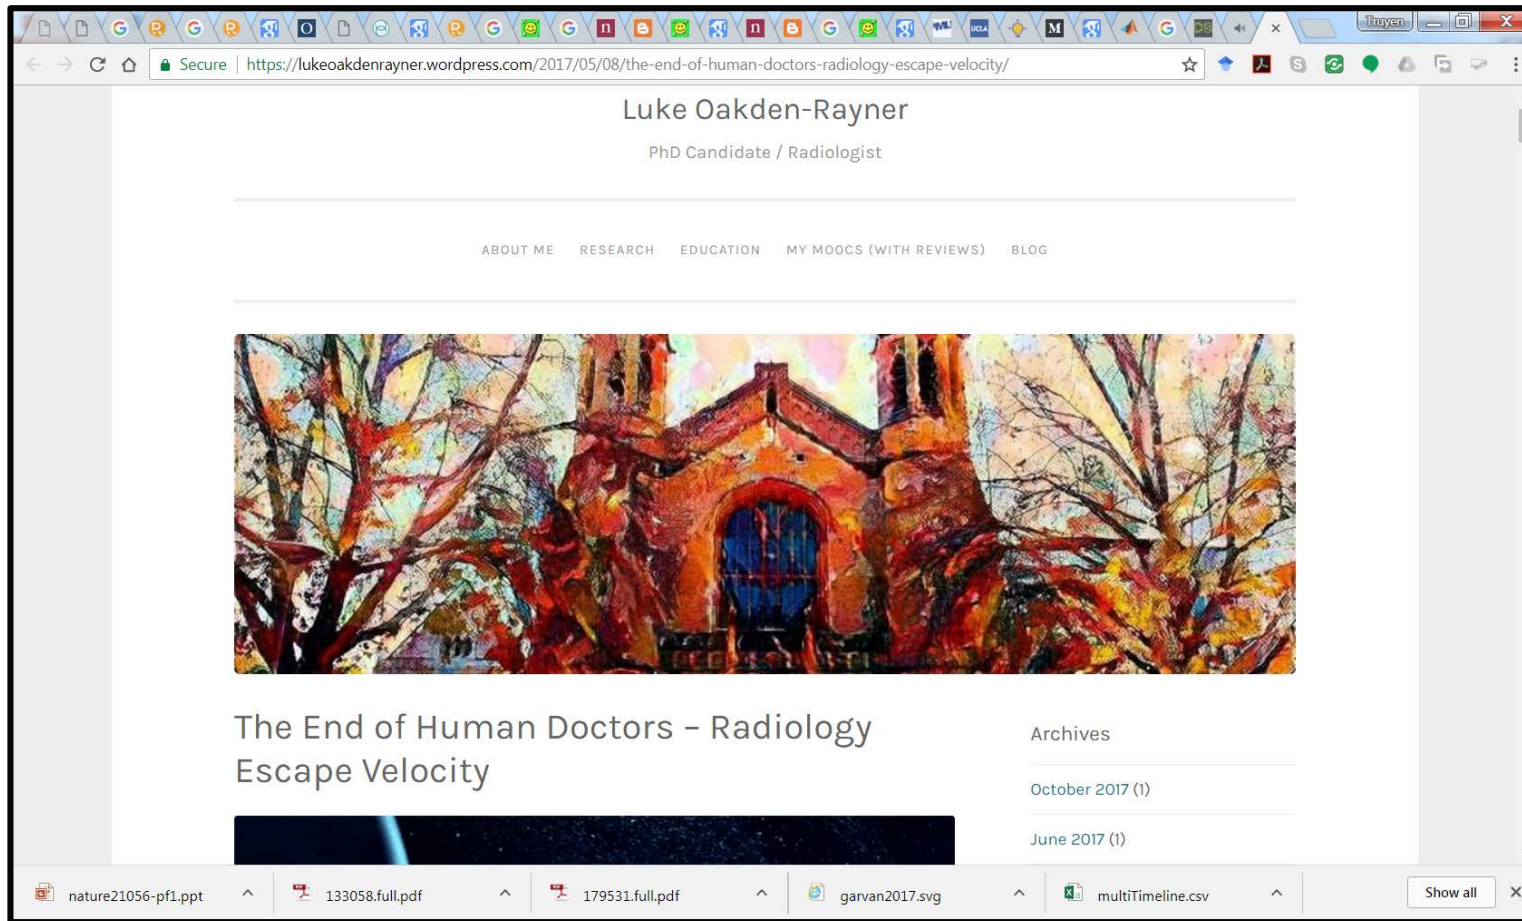 Truyen
Secure | https://lukeoakdenrayner.wordpress.com/2017/05/08/the-end-of-human-doctors-radiology-escape-velocity/
Luke Oakden-Rayner
PhD Candidate / Radiologist
ABOUT ME RESEARCH EDUCATION MY MOOCS (WITH REVIEWS) BLOG
The End of Human Doctors – Radiology
Escape Velocity
Archives
October 2017 (1)
June 2017 (1)
nature21056-pf1.ppt 133058.full.pdf 179531.full.pdf garvan2017.svg multiTimeline.csv Show all